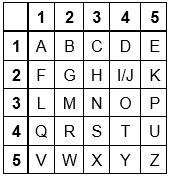 1 2 3 4 5
1 A B C D E
2 F G H I/J K
3 L M N O P
4 Q R S T U
5 V W X Y Z